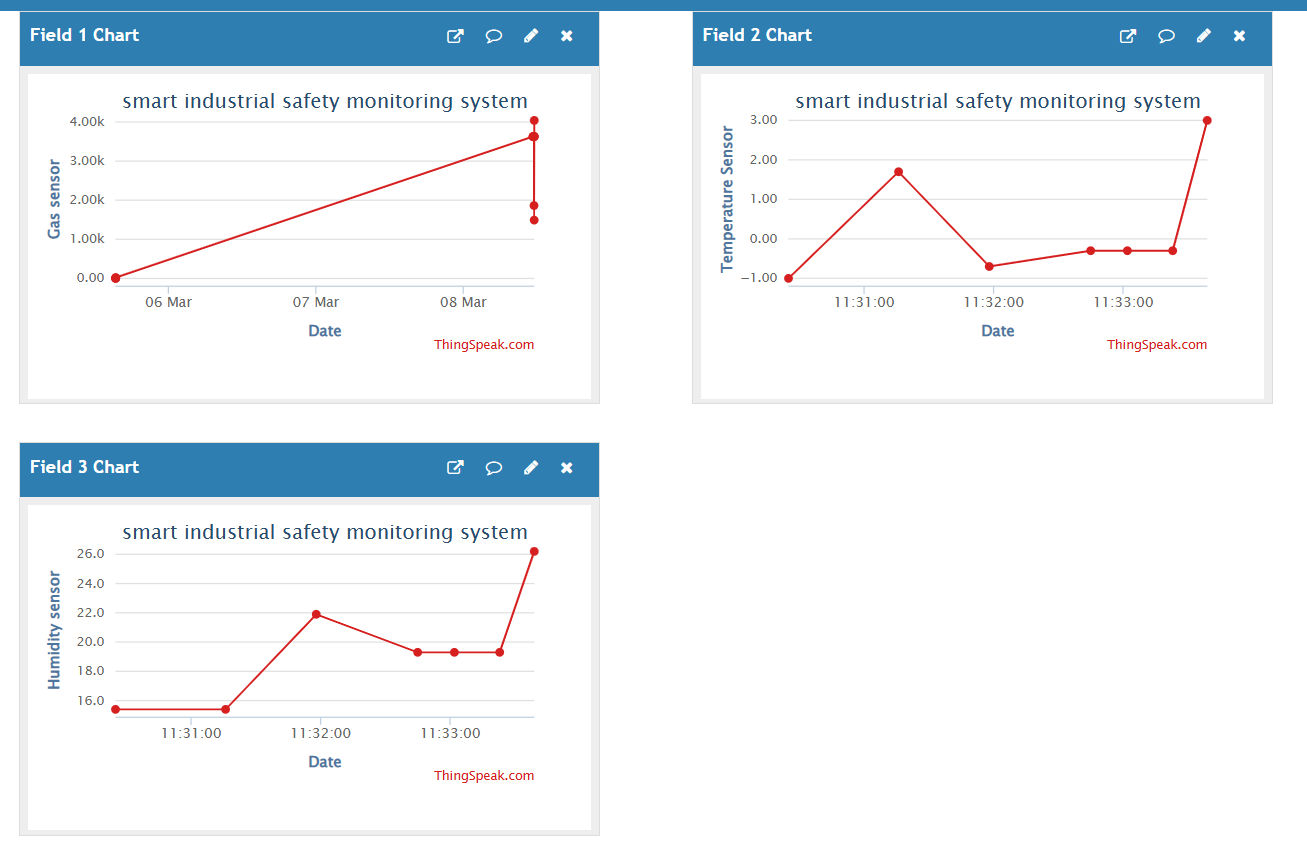 Field 1 Chart
smart industrial safety monitoring system
Gas sensor
4.00k
3.00k
2.00k
1.00k
0.00
06 Mar 07 Mar 08 Mar
Date
ThingSpeak.com
Field 2 Chart
smart industrial safety monitoring system
Temperature Sensor
3.00
2.00
1.00
0.00
−1.00
11:31:00 11:32:00 11:33:00
Date
ThingSpeak.com
Field 3 Chart
smart industrial safety monitoring system
Humidity sensor
26.0
24.0
22.0
20.0
18.0
16.0
11:31:00 11:32:00 11:33:00
Date
ThingSpeak.com